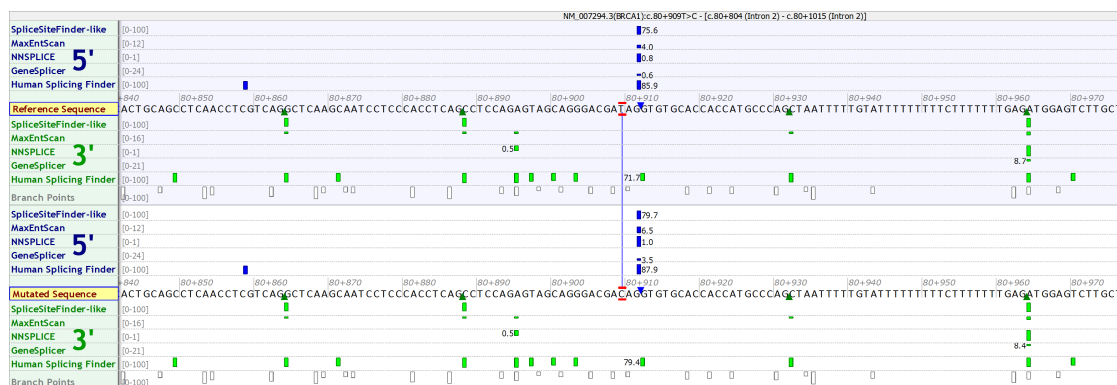 NM_007294.3(BRCA1):c.80+909T>C - [c.80+804 (Intron 2) - c.80+1015 (Intron 2)]
SpliceSiteFinder-like [0-100] 75.6
MaxEntScan [0-12] 4.0
NNSPLICE 5' [0-1] 0.8
GeneSplicer [0-24] 0.6
Human Splicing Finder [0-100] 85.9
+840 80+850 80+860 80+870 80+880 80+890 80+900 80+910 80+920 80+930 80+940 80+950 80+960 80+970
Reference Sequence ACTGCAGCCTCAACCTCGTCAGGCTCAAGCAATCCTCCCACCTCAGCCTCCAGAGTAGCAGGGACGATAGGTGTGCACCACCATGCCCAGCTAATTTTTGTATTTTTTTTTCTTTTTTTGAGATGGAGTCTTGCT
SpliceSiteFinder-like [0-100]
MaxEntScan [0-16]
NNSPLICE 3' [0-1] 0.5
GeneSplicer [0-21] 8.7
Human Splicing Finder [0-100] 71.7
Branch Points [0-100]
SpliceSiteFinder-like [0-100] 79.7
MaxEntScan [0-12] 6.5
NNSPLICE 5' [0-1] 1.0
GeneSplicer [0-24] 3.5
Human Splicing Finder [0-100] 87.9
+840 80+850 80+860 80+870 80+880 80+890 80+900 80+910 80+920 80+930 80+940 80+950 80+960 80+970
Mutated Sequence ACTGCAGCCTCAACCTCGTCAGGCTCAAGCAATCCTCCCACCTCAGCCTCCAGAGTAGCAGGGACGACAGGTGTGCACCACCATGCCCAGCTAATTTTTGTATTTTTTTTTCTTTTTTTGAGATGGAGTCTTGCT
SpliceSiteFinder-like [0-100]
MaxEntScan [0-16]
NNSPLICE 3' [0-1] 0.5
GeneSplicer [0-21] 8.4
Human Splicing Finder [0-100] 79.4
Branch Points [0-100]